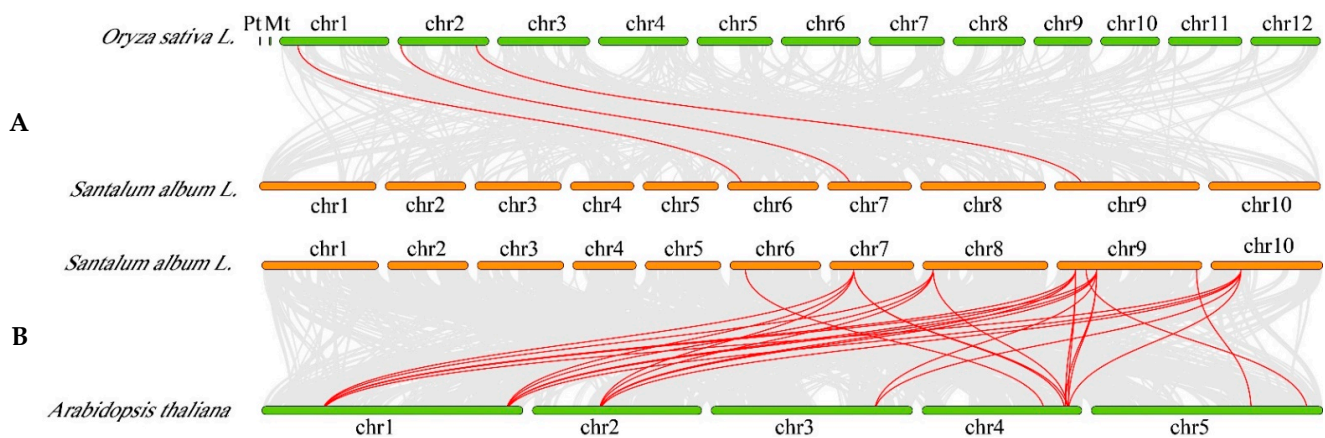 Pt Mt chr1 chr2 chr3 chr4 chr5 chr6 chr7 chr8 chr9 chr10 chr11 chr12
Oryza sativa L.
A
Santalum album L.
chr1 chr2 chr3 chr4 chr5 chr6 chr7 chr8 chr9 chr10
chr1 chr2 chr3 chr4 chr5 chr6 chr7 chr8 chr9 chr10
Santalum album L.
B
Arabidopsis thaliana
chr1 chr2 chr3 chr4 chr5